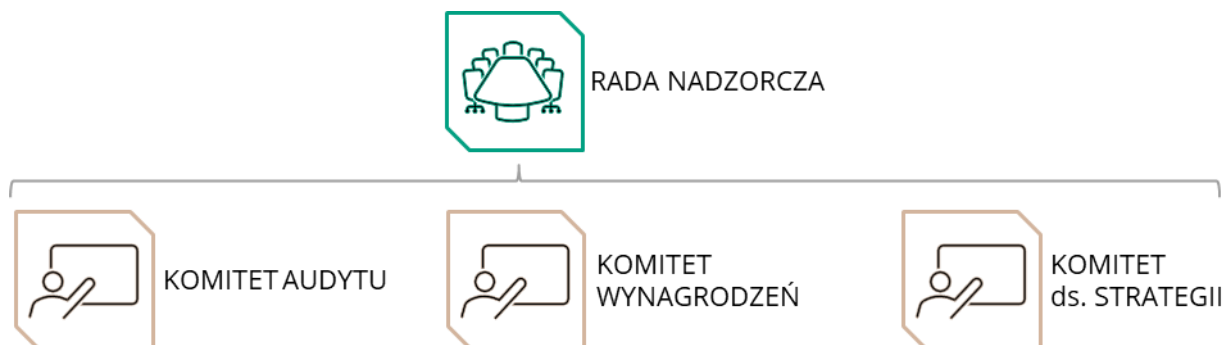 RADA NADZORCZA
KOMITET AUDYTU
KOMITET
WYNAGRODZEŃ
KOMITET
ds. STRATEGII